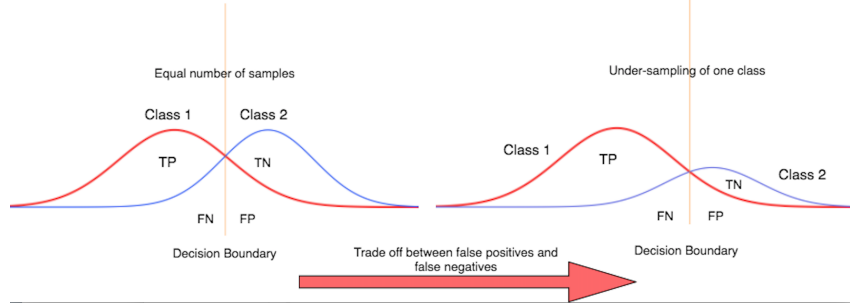 Equal number of samples
Class 1
Class 2
TP
TN
FN
FP
Decision Boundary
Under-sampling of one class
Class 1
TP
Class 2
TN
FN
FP
Decision Boundary
Trade off between false positives and
false negatives